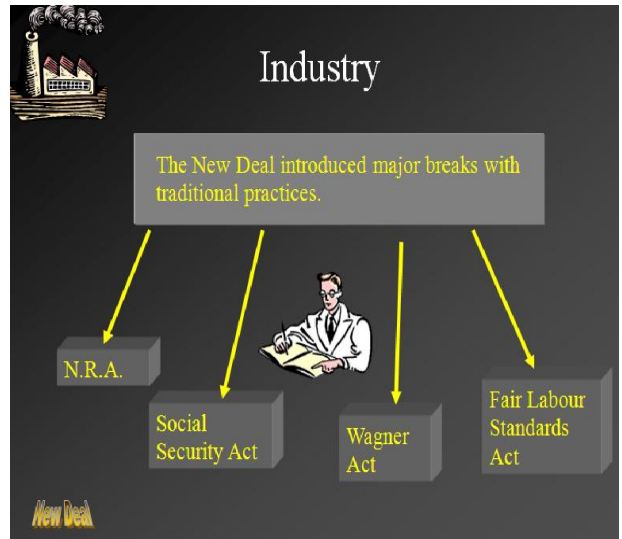 Industry
The New Deal introduced major breaks with
traditional practices.
N.R.A.
Social
Security Act
Wagner
Act
Fair Labour
Standards
Act
New Deal